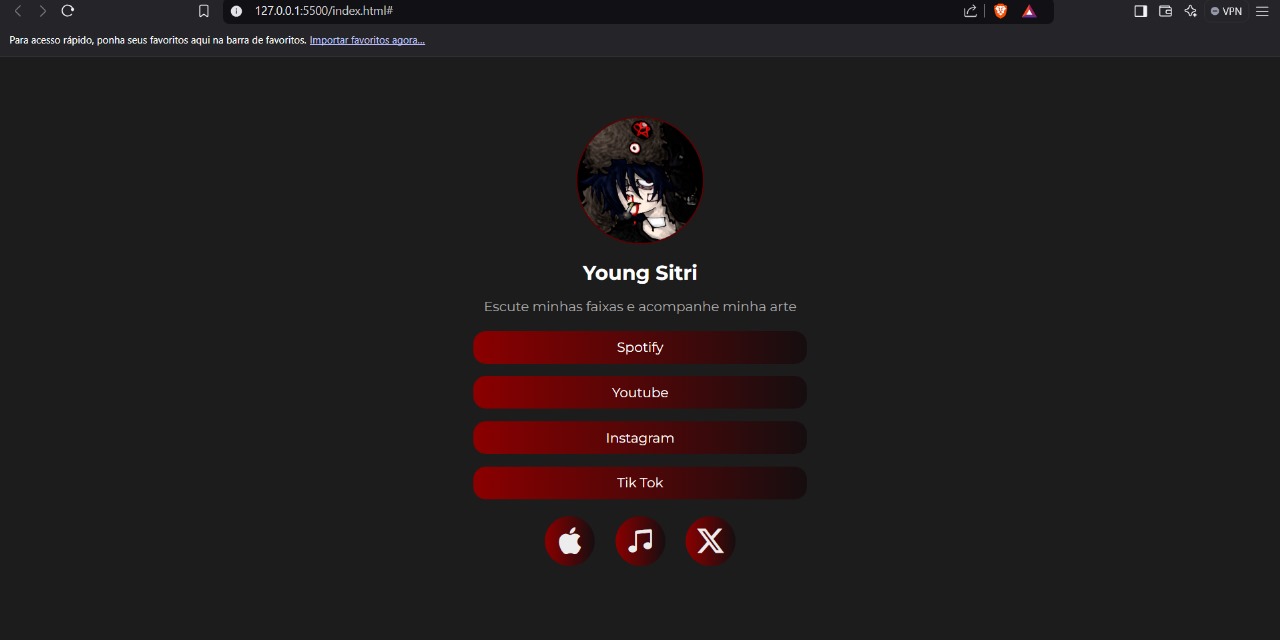 127.0.0.1:5500/index.html#
VPN
Para acesso rápido, ponha seus favoritos aqui na barra de favoritos. Importar favoritos agora...
Young Sitri
Escute minhas faixas e acompanhe minha arte
Spotify
Youtube
Instagram
Tik Tok